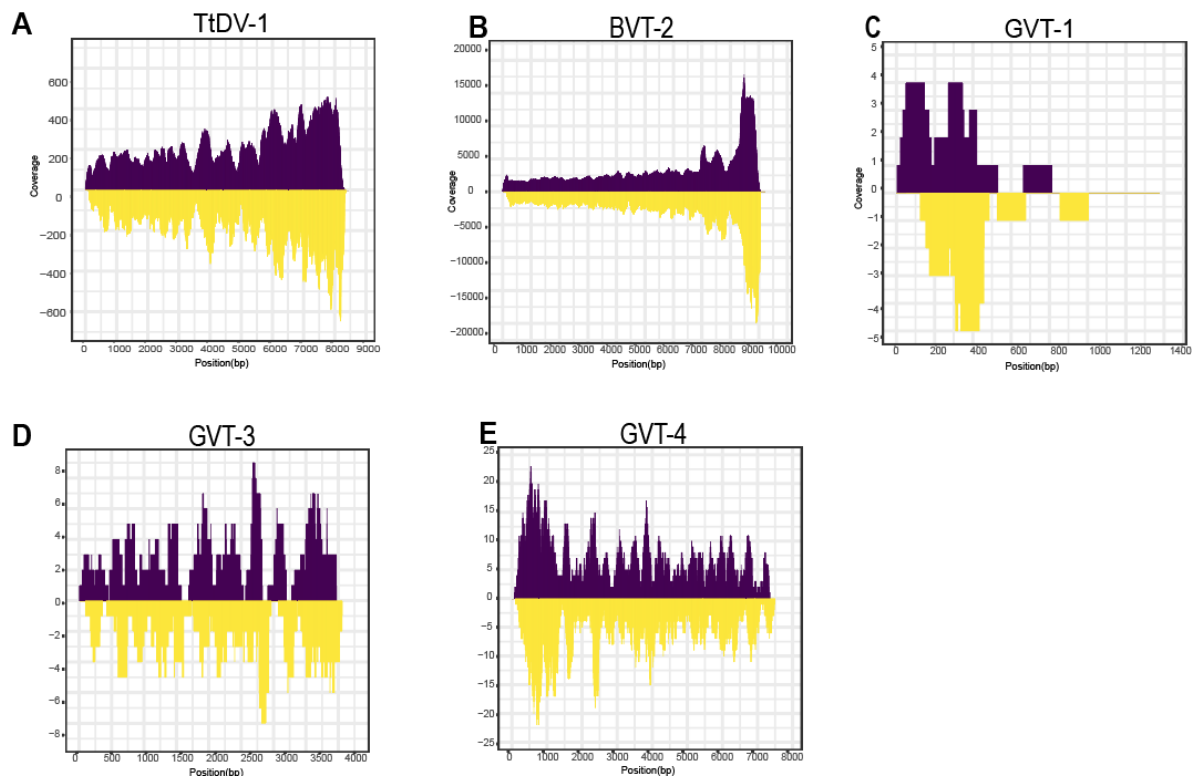 A
TtDV-1
600
400
200
0
−200
−400
−600
Coverage
0 1000 2000 3000 4000 5000 6000 7000 8000 9000
Position(bp)
B
BVT-2
20000
15000
10000
5000
0
−5000
−10000
−15000
−20000
Coverage
0 1000 2000 3000 4000 5000 6000 7000 8000 9000 10000
Position(bp)
C
GVT-1
5
4
3
2
1
0
−1
−2
−3
−4
−5
Coverage
0 200 400 600 800 1000 1200 1400
Position(bp)
D
GVT-3
8
6
4
2
0
−2
−4
−6
−8
0 500 1000 1500 2000 2500 3000 3500 4000
Position(bp)
E
GVT-4
25
20
15
10
5
0
−5
−10
−15
−20
−25
0 1000 2000 3000 4000 5000 6000 7000 8000
Position(bp)